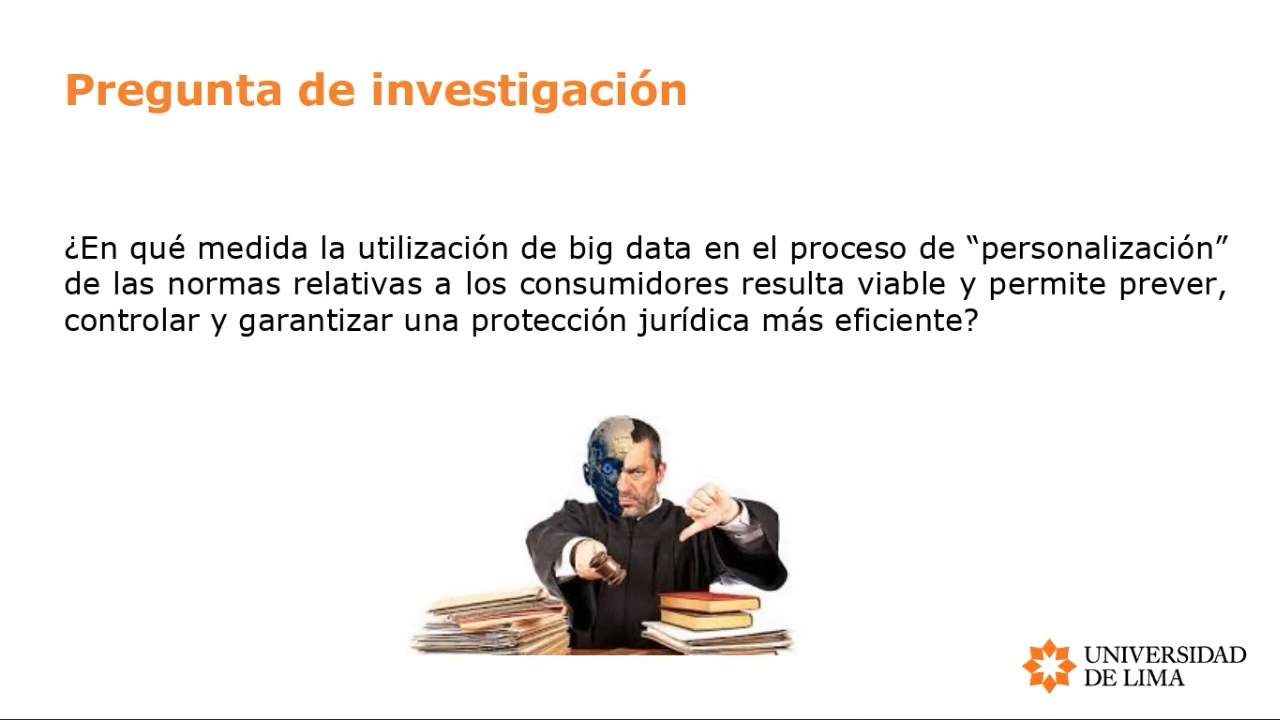 Pregunta de investigación
¿En qué medida la utilización de big data en el proceso de “personalización”
de las normas relativas a los consumidores resulta viable y permite prever,
controlar y garantizar una protección jurídica más eficiente?
UNIVERSIDAD
DE LIMA